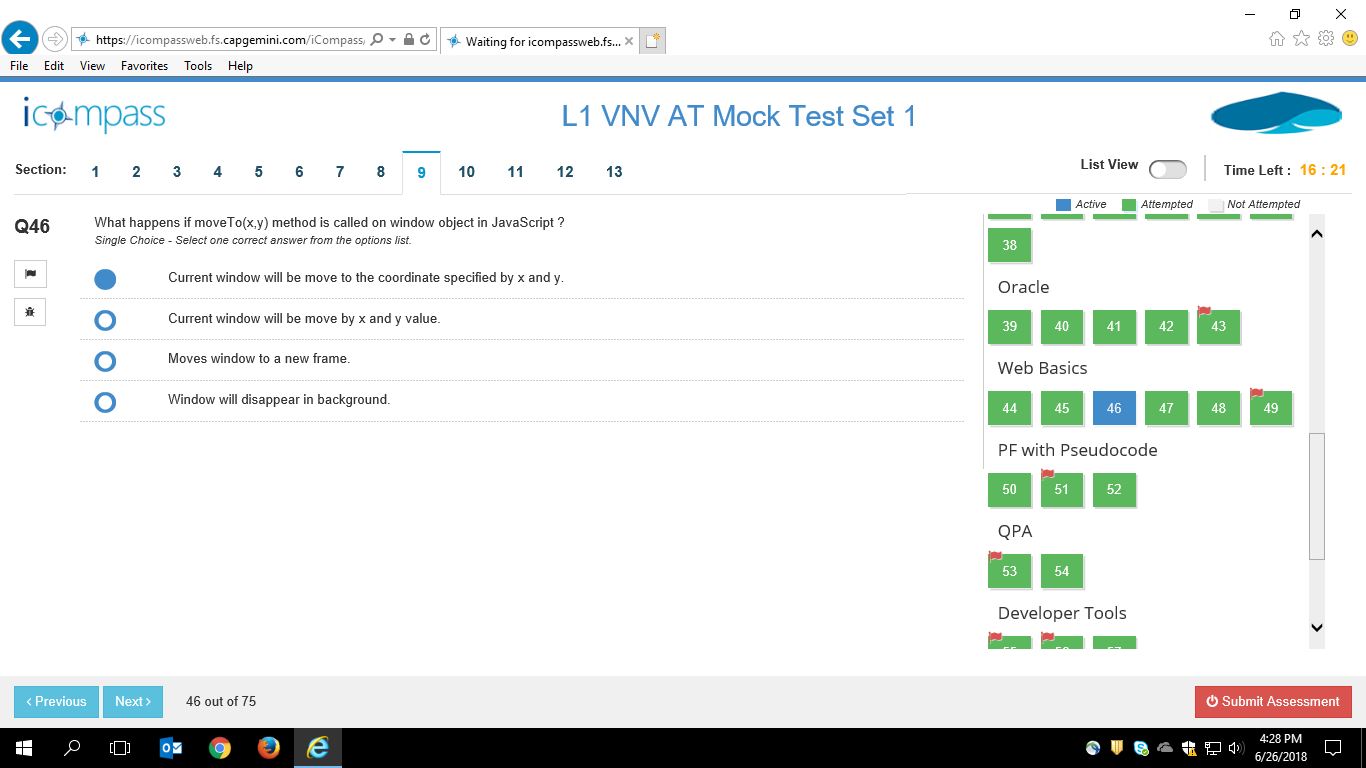 https://icompassweb.fs.capgemini.com/iCompass/
Waiting for icompassweb.fs...
File Edit View Favorites Tools Help
icompass
L1 VNV AT Mock Test Set 1
Section: 1 2 3 4 5 6 7 8 9 10 11 12 13
List View
Time Left : 16 : 21
Active Attempted Not Attempted
Q46
What happens if moveTo(x,y) method is called on window object in JavaScript ?
Single Choice - Select one correct answer from the options list.
Current window will be move to the coordinate specified by x and y.
Current window will be move by x and y value.
Moves window to a new frame.
Window will disappear in background.
38
Oracle
39 40 41 42 43
Web Basics
44 45 46 47 48 49
PF with Pseudocode
50 51 52
QPA
53 54
Developer Tools
55 56 57
‹ Previous
Next ›
46 out of 75
Submit Assessment
4:28 PM
6/26/2018